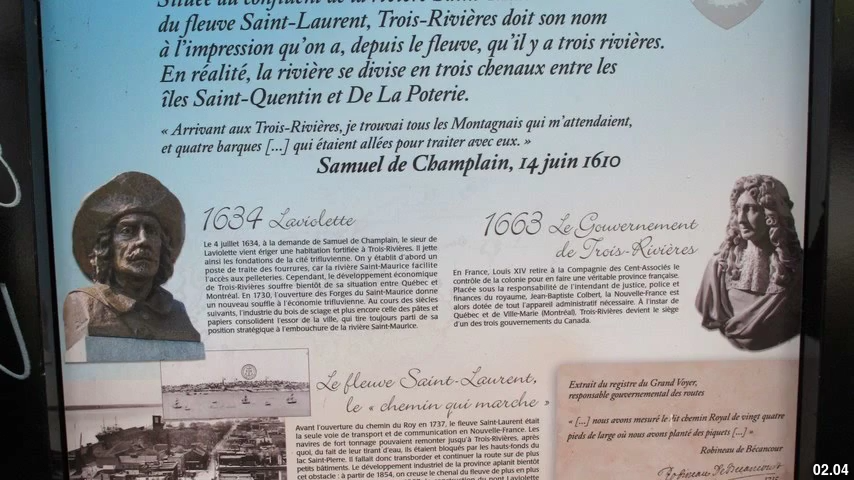 du fleuve Saint-Laurent, Trois-Rivières doit son nom
à l'impression qu'on a, depuis le fleuve, qu'il y a trois rivières.
En réalité, la rivière se divise en trois chenaux entre les
îles Saint-Quentin et De La Poterie.
« Arrivant aux Trois-Rivières, je trouvai tous les Montagnais qui m'attendaient,
et quatre barques [...] qui étaient allées pour traiter avec eux. »
Samuel de Champlain, 14 juin 1610
1634 Laviolette
Le 4 juillet 1634, à la demande de Samuel de Champlain, le sieur de
Laviolette vient ériger une habitation fortifiée à Trois-Rivières. Il jette
ainsi les fondations de la cité trifluvienne. On y établit d'abord un
poste de traite des fourrures, car la rivière Saint-Maurice facilite
l'accès aux pelleteries. Cependant, le développement économique
de Trois-Rivières souffre bientôt de sa situation entre Québec et
Montréal. En 1730, l'ouverture des Forges du Saint-Maurice donne
un nouveau souffle à l'économie trifluvienne. Au cours des siècles
suivants, l'industrie du bois de sciage et plus encore celle des pâtes et
papiers consolident l'essor de la ville, qui tire toujours parti de sa
position stratégique à l'embouchure de la rivière Saint-Maurice.
1663 Le Gouvernement
de Trois-Rivières
En France, Louis XIV retire à la Compagnie des Cent-Associés le
contrôle de la colonie pour en faire une véritable province française.
Placée sous la responsabilité de l'intendant de justice, police et
finances du royaume, Jean-Baptiste Colbert, la Nouvelle-France est
alors dotée de tout l'appareil administratif nécessaire. À l'instar de
Québec et de Ville-Marie (Montréal), Trois-Rivières devient le siège
d'un des trois gouvernements du Canada.
Le fleuve Saint-Laurent,
le « chemin qui marche »
Avant l'ouverture du chemin du Roy en 1737, le fleuve Saint-Laurent était
la seule voie de transport et de communication en Nouvelle-France. Les
navires de fort tonnage pouvaient remonter jusqu'à Trois-Rivières, après
quoi, du fait de leur tirant d'eau, ils étaient bloqués par les hauts-fonds du
lac Saint-Pierre. Il fallait donc transborder et continuer la route sur de plus
petits bâtiments. Le développement industriel de la province aplanit bientôt
cet obstacle : à partir de 1854, on creuse le chenal du fleuve de plus en plus
Extrait du registre du Grand Voyer,
responsable gouvernemental des routes
« [...] nous avons mesuré le dit chemin Royal de vingt quatre
pieds de large où nous avons planté des piquets [...] »
Robineau de Bécancour
Robineau de Becancourt
02.04